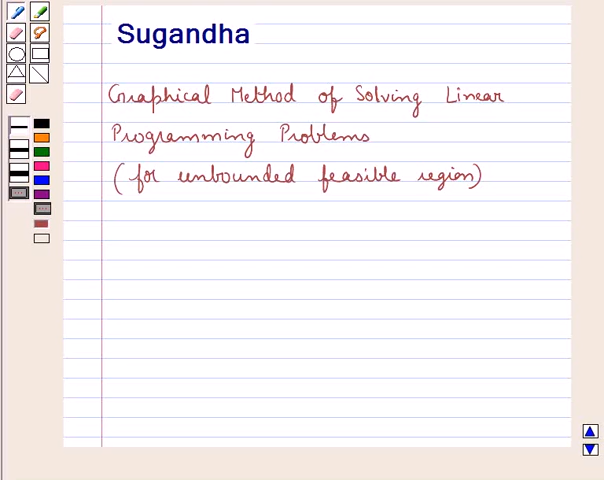 Sugandha
Graphical Method of Solving Linear
Programming Problems
(for unbounded feasible region)